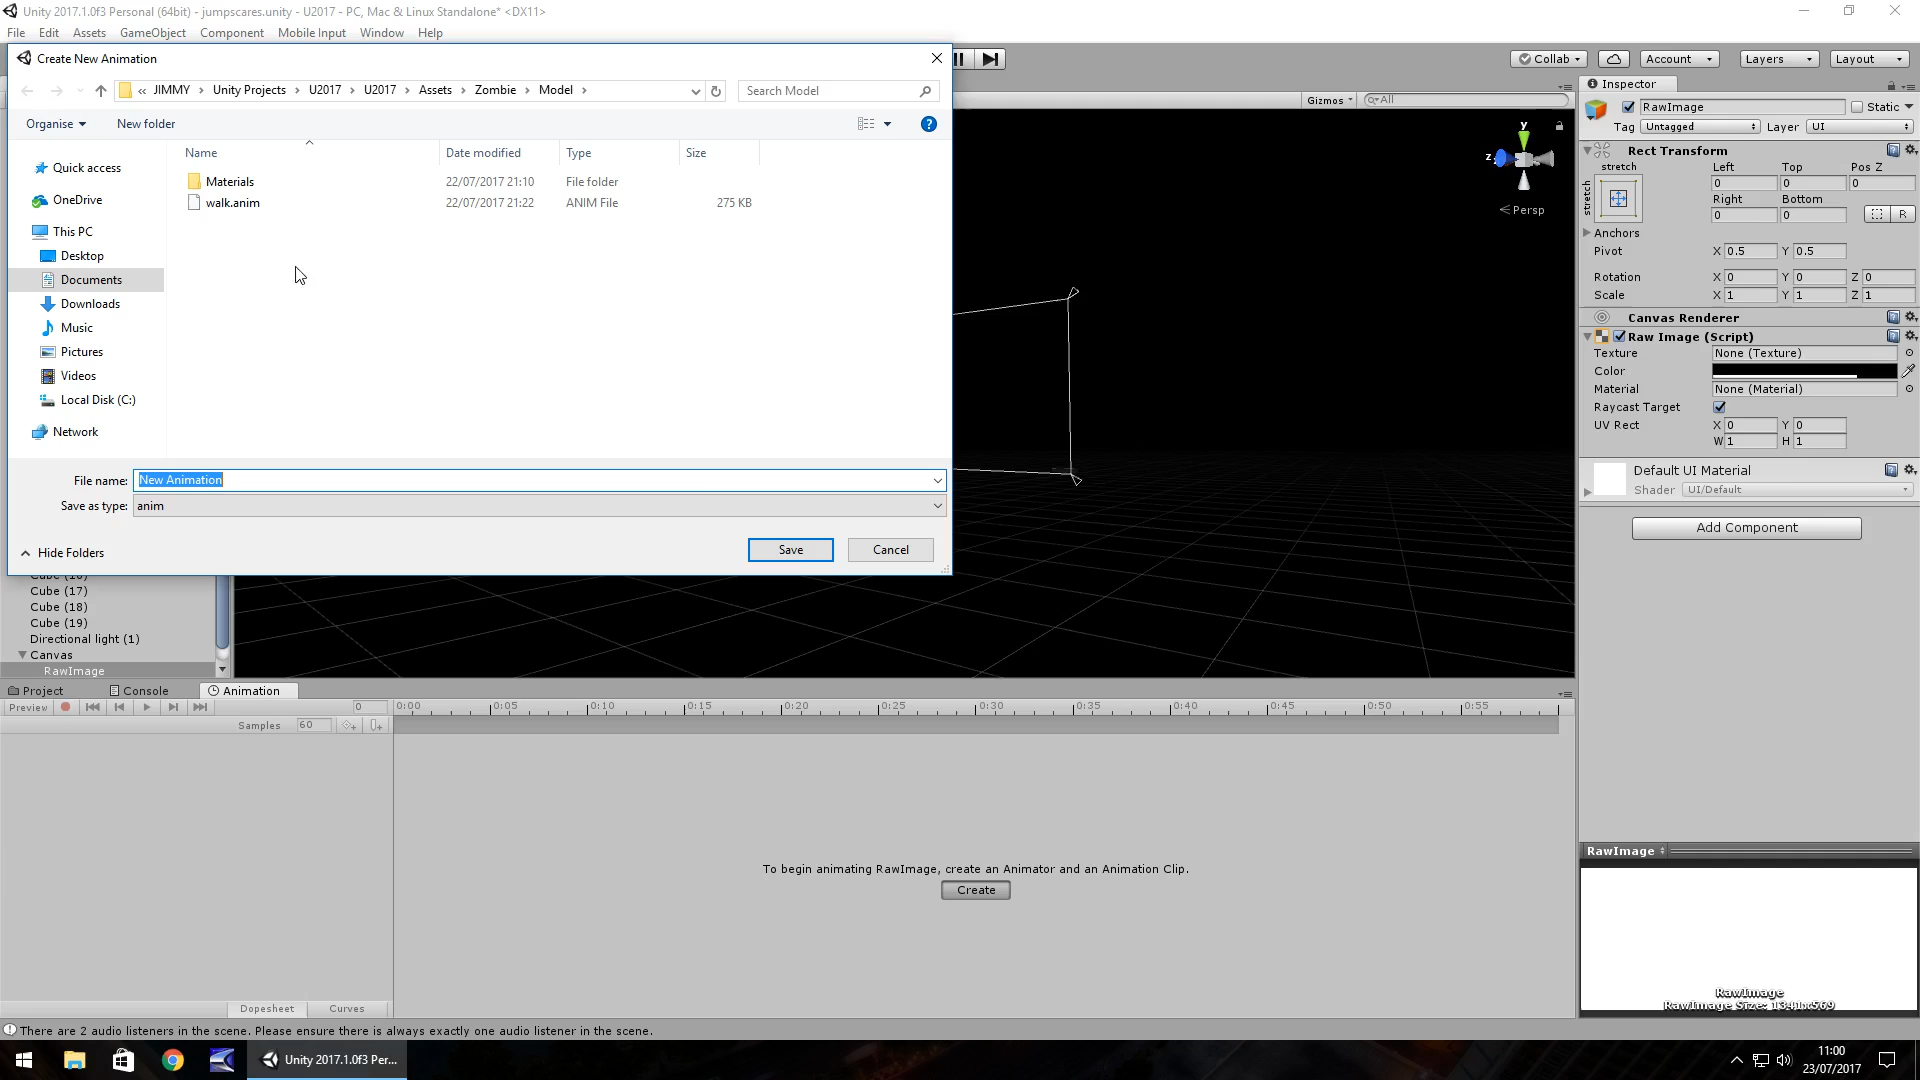 Unity 2017.1.0f3 Personal (64bit) - jumpscares.unity - U2017 - PC, Mac & Linux Standalone* <DX11>
File Edit Assets GameObject Component Mobile Input Window Help
Create New Animation
Collab Account Layers Layout
« JIMMY › Unity Projects › U2017 › U2017 › Assets › Zombie › Model ›
Search Model
Organise New folder
Name Date modified Type Size
Materials 22/07/2017 21:10 File folder
walk.anim 22/07/2017 21:22 ANIM File 275 KB
Quick access
OneDrive
This PC
Desktop
Documents
Downloads
Music
Pictures
Videos
Local Disk (C:)
Network
File name: New Animation
Save as type: anim
Hide Folders
Save Cancel
Gizmos All
y
z
Persp
Inspector
RawImage Static
Tag Untagged Layer UI
Rect Transform
stretch Left Top Pos Z
stretch 0 0 0
Right Bottom
0 0 R
Anchors
Pivot X 0.5 Y 0.5
Rotation X 0 Y 0 Z 0
Scale X 1 Y 1 Z 1
Canvas Renderer
Raw Image (Script)
Texture None (Texture)
Color
Material None (Material)
Raycast Target
UV Rect X 0 Y 0
W 1 H 1
Default UI Material
Shader UI/Default
Add Component
Cube (17)
Cube (18)
Cube (19)
Directional light (1)
Canvas
RawImage
Project Console Animation
Preview 0 0:00 0:05 0:10 0:15 0:20 0:25 0:30 0:35 0:40 0:45 0:50 0:55
Samples 60
To begin animating RawImage, create an Animator and an Animation Clip.
Create
Dopesheet Curves
RawImage
RawImage
RawImage Size: 1341x569
There are 2 audio listeners in the scene. Please ensure there is always exactly one audio listener in the scene.
Unity 2017.1.0f3 Per...
11:00
23/07/2017